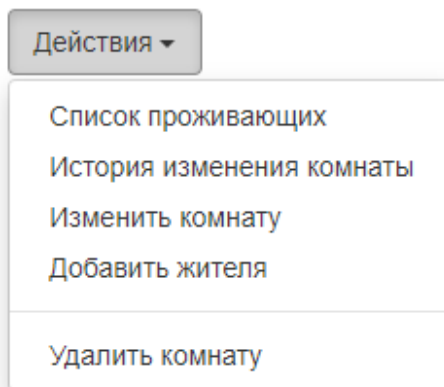 Действия
Список проживающих
История изменения комнаты
Изменить комнату
Добавить жителя
Удалить комнату